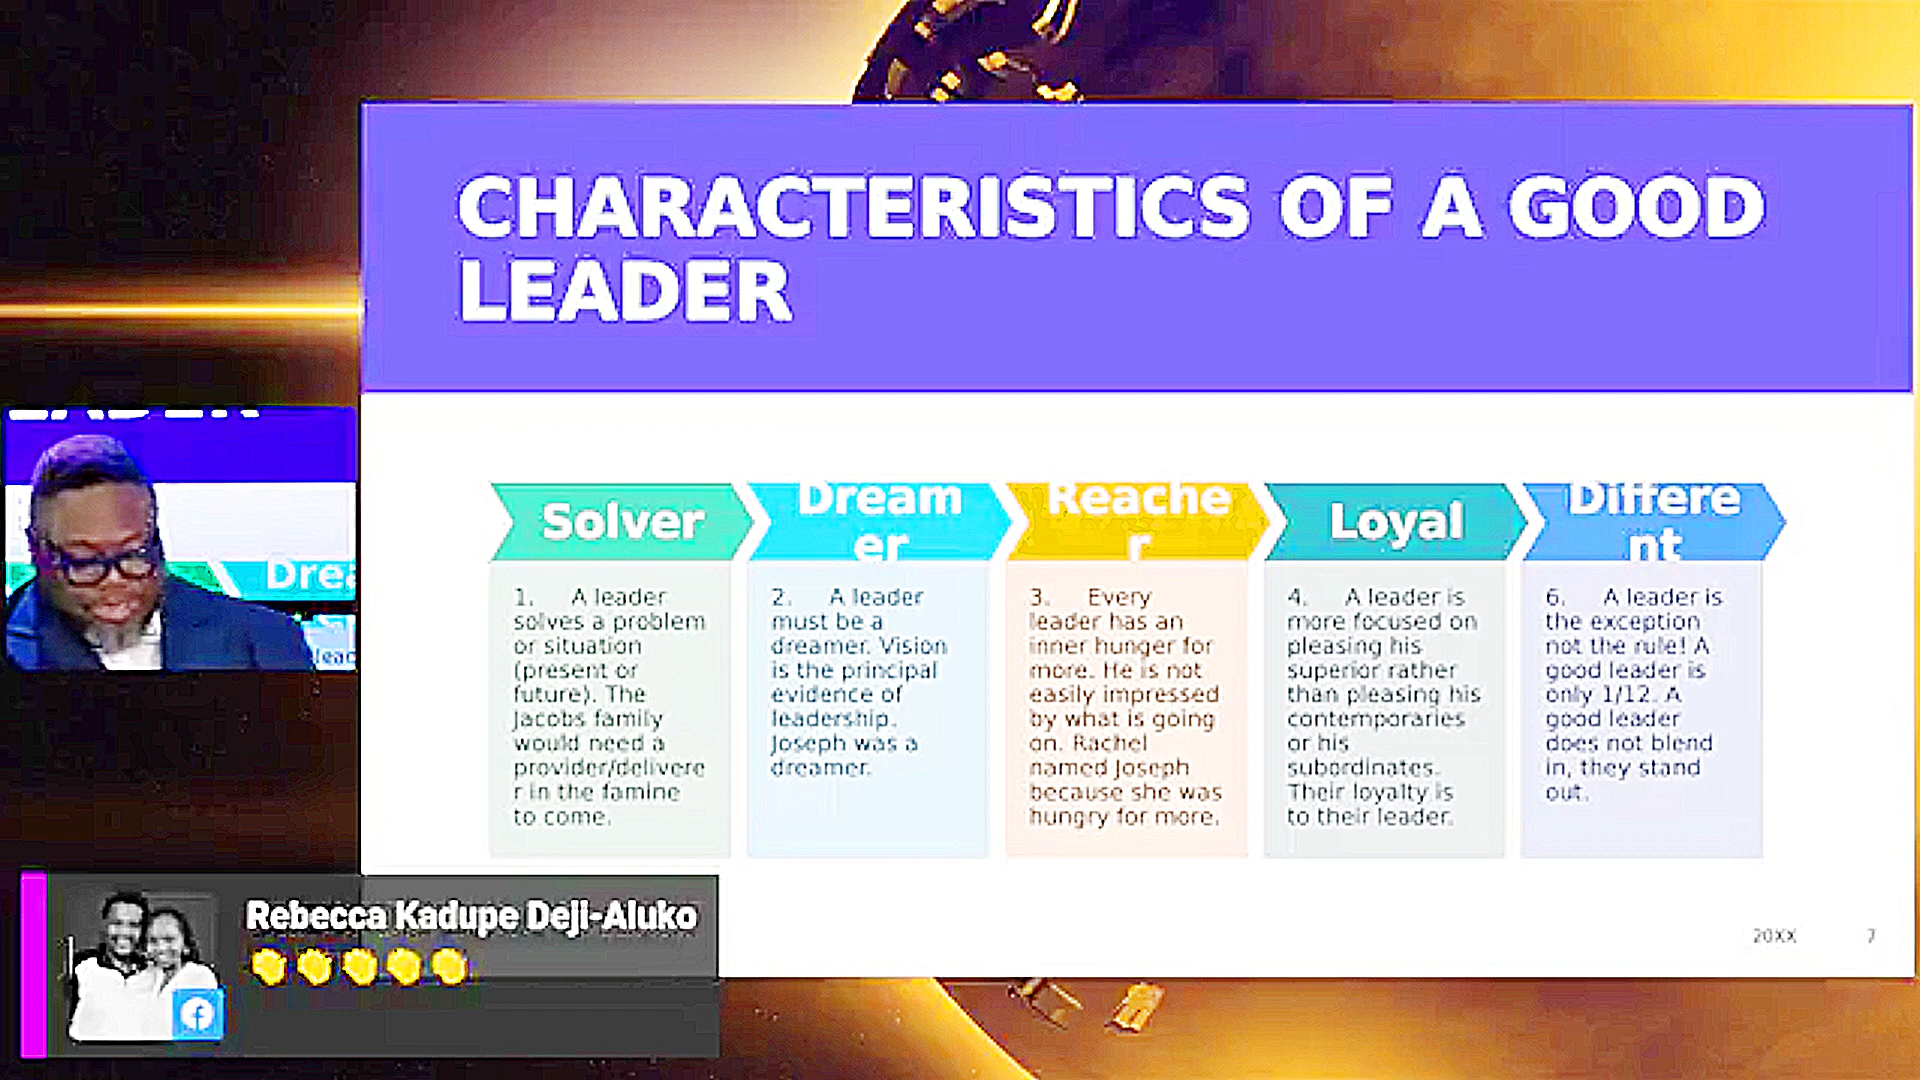 CHARACTERISTICS OF A GOOD
LEADER
Solver
Dream
er
Reache
r
Loyal
Differe
nt
1. A leader
solves a problem
or situation
(present or
future). The
Jacobs family
would need a
provider/delivere
r in the famine
to come.
2. A leader
must be a
dreamer. Vision
is the principal
evidence of
leadership.
Joseph was a
dreamer.
3. Every
leader has an
inner hunger for
more. He is not
easily impressed
by what is going
on. Rachel
named Joseph
because she was
hungry for more.
4. A leader is
more focused on
pleasing his
superior rather
than pleasing his
contemporaries
or his
subordinates.
Their loyalty is
to their leader.
6. A leader is
the exception
not the rule! A
good leader is
only 1/12. A
good leader
does not blend
in, they stand
out.
20XX 7
Drea
lead
Rebecca Kadupe Deji-Aluko
👏👏👏👏👏